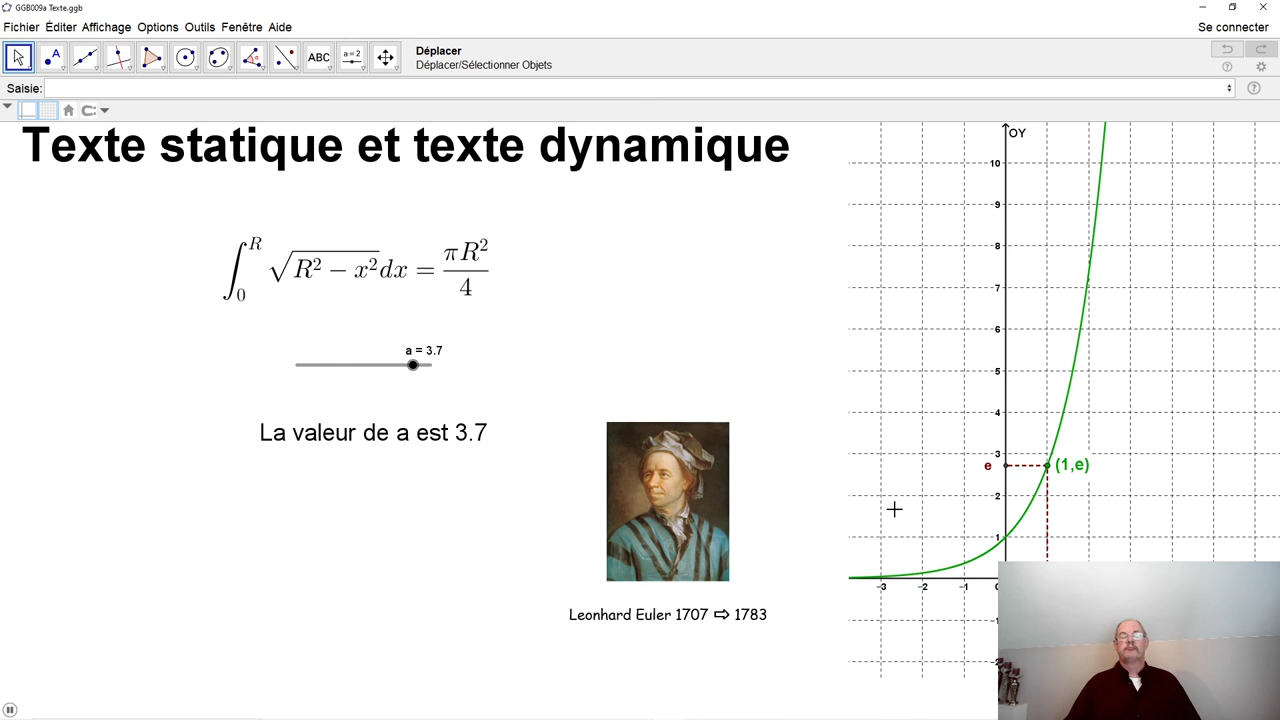 GGB009a Texte.ggb
Fichier Éditer Affichage Options Outils Fenêtre Aide
Se connecter
A
ABC
a=2
Déplacer
Déplacer/Sélectionner Objets
Saisie:
Texte statique et texte dynamique
∫₀ᴿ √(R² − x²)dx = πR²/4
a = 3.7
La valeur de a est 3.7
Leonhard Euler 1707 ⇨ 1783
OY
10
9
8
7
6
5
4
3
e
(1,e)
2
1
-3 -2 -1
-1